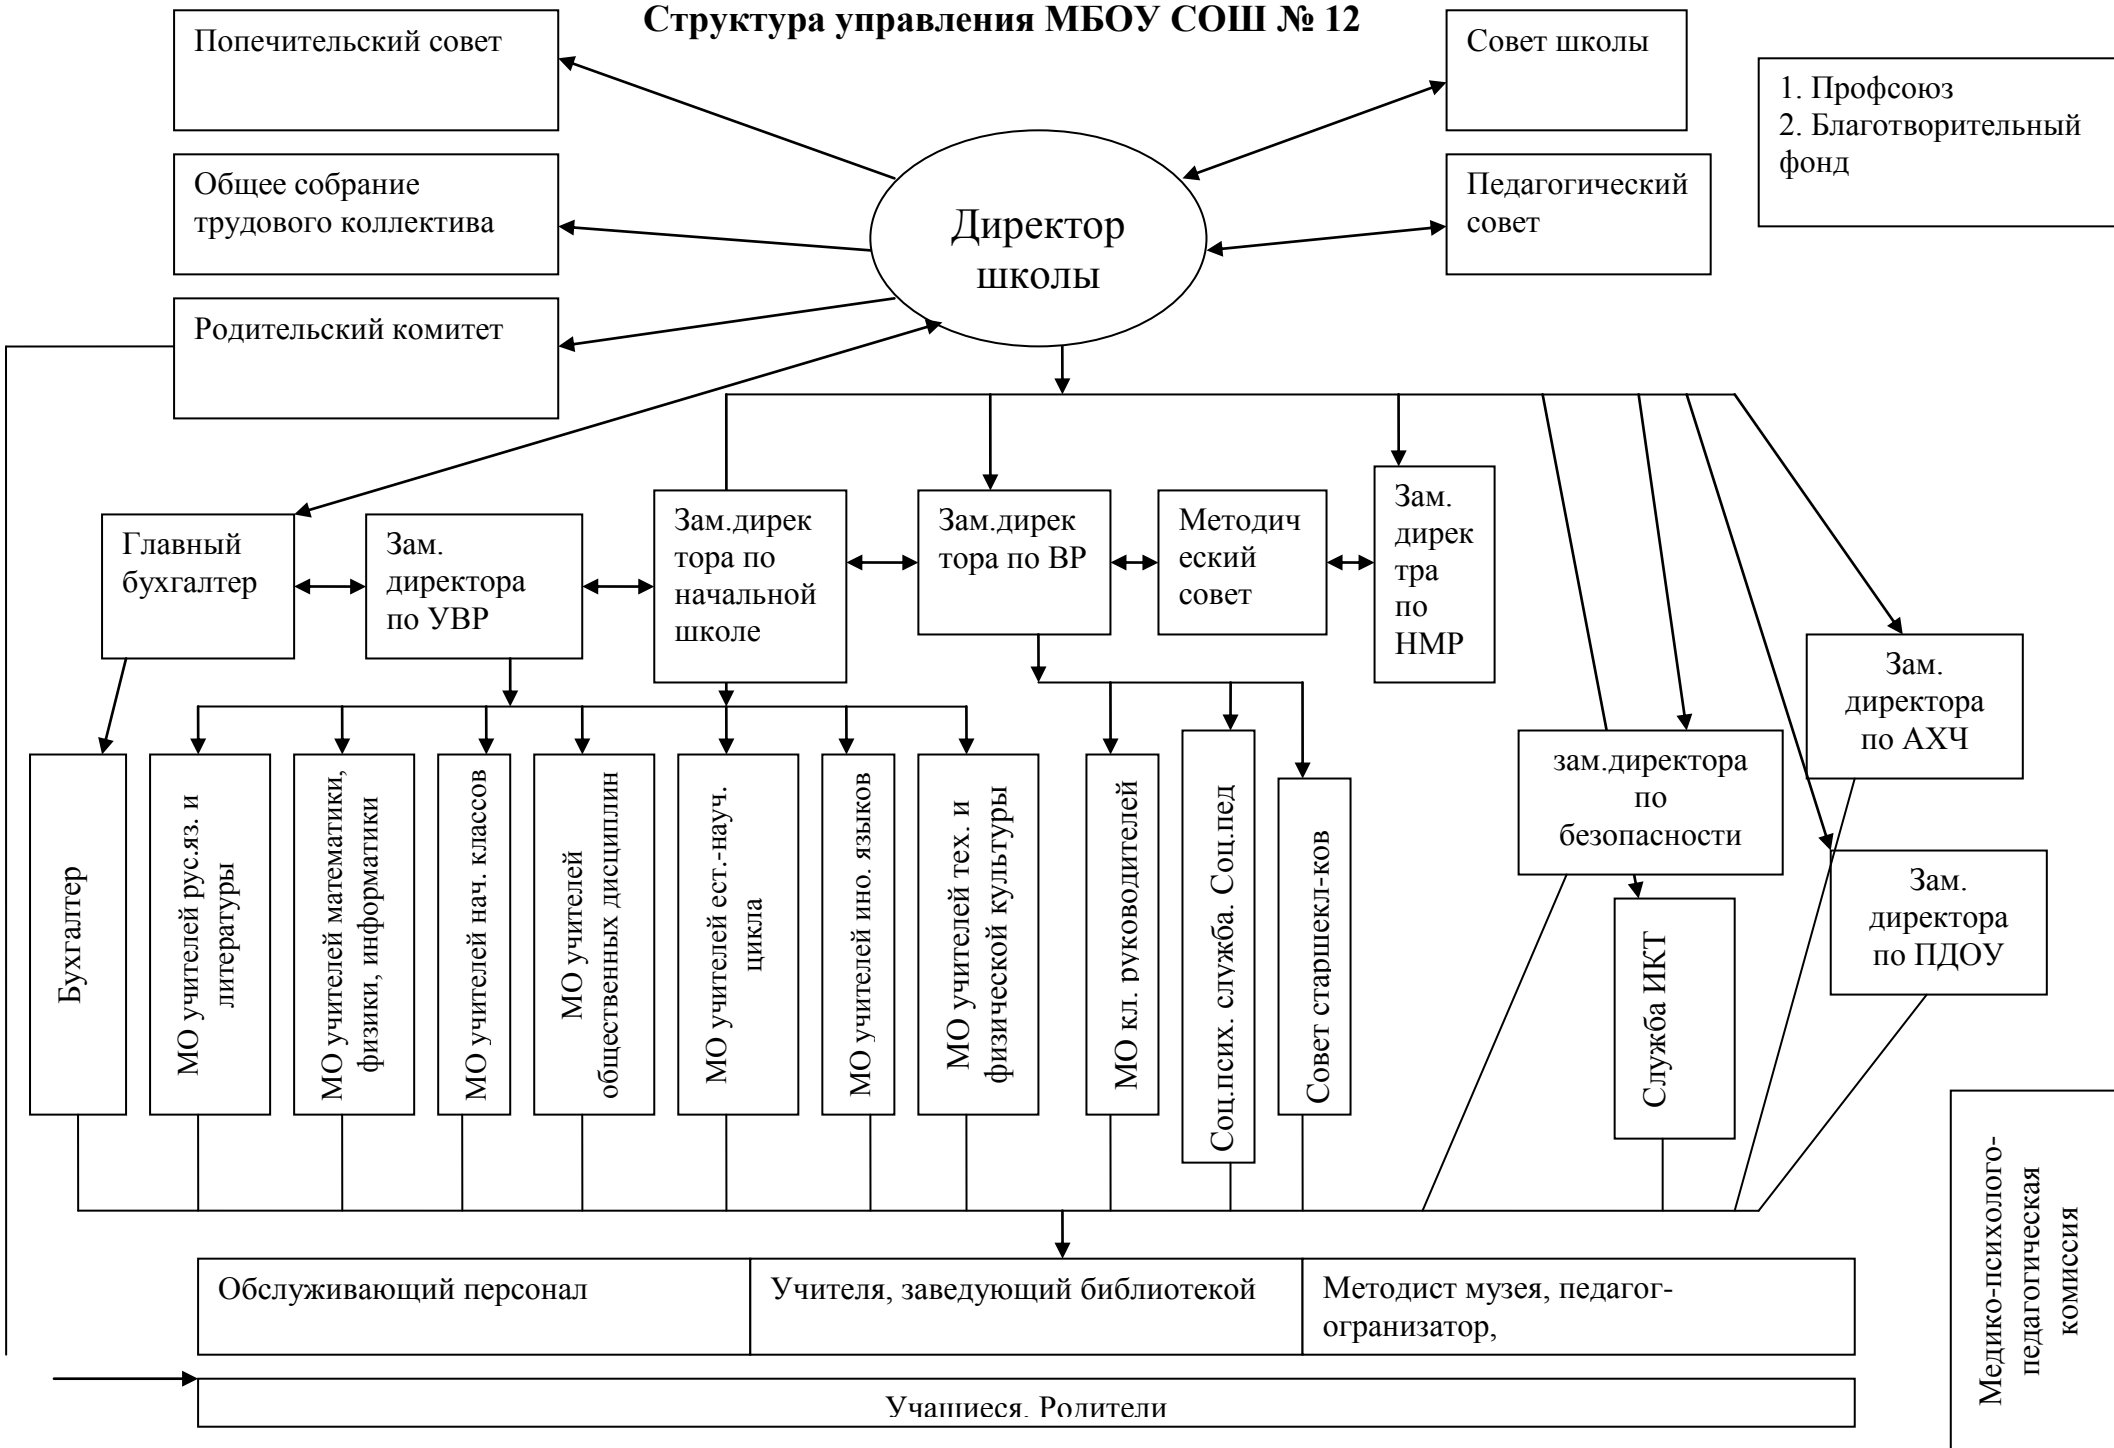 Структура управления МБОУ СОШ № 12
Попечительский совет
Совет школы
1. Профсоюз
2. Благотворительный
фонд
Общее собрание
трудового коллектива
Директор
школы
Педагогический
совет
Родительский комитет
Главный
бухгалтер
Зам.
директора
по УВР
Зам.дирек
тора по
начальной
школе
Зам.дирек
тора по ВР
Методич
еский
совет
Зам.
дирек
тра
по
НМР
Зам.
директора
по АХЧ
зам.директора
по
безопасности
Зам.
директора
по ПДОУ
Бухгалтер
МО учителей рус.яз. и
литературы
МО учителей математики,
физики, информатики
МО учителей нач. классов
МО учителей
общественных дисциплин
МО учителей ест.-науч.
цикла
МО учителей ино. языков
МО учителей тех. и
физической культуры
МО кл. руководителей
Соц.псих. служба. Соц.пед
Совет старшекл-ков
Служба ИКТ
Медико-психолого-
педагогическая
комиссия
Обслуживающий персонал
Учителя, заведующий библиотекой
Методист музея, педагог-
огранизатор,
Учащиеся. Родители